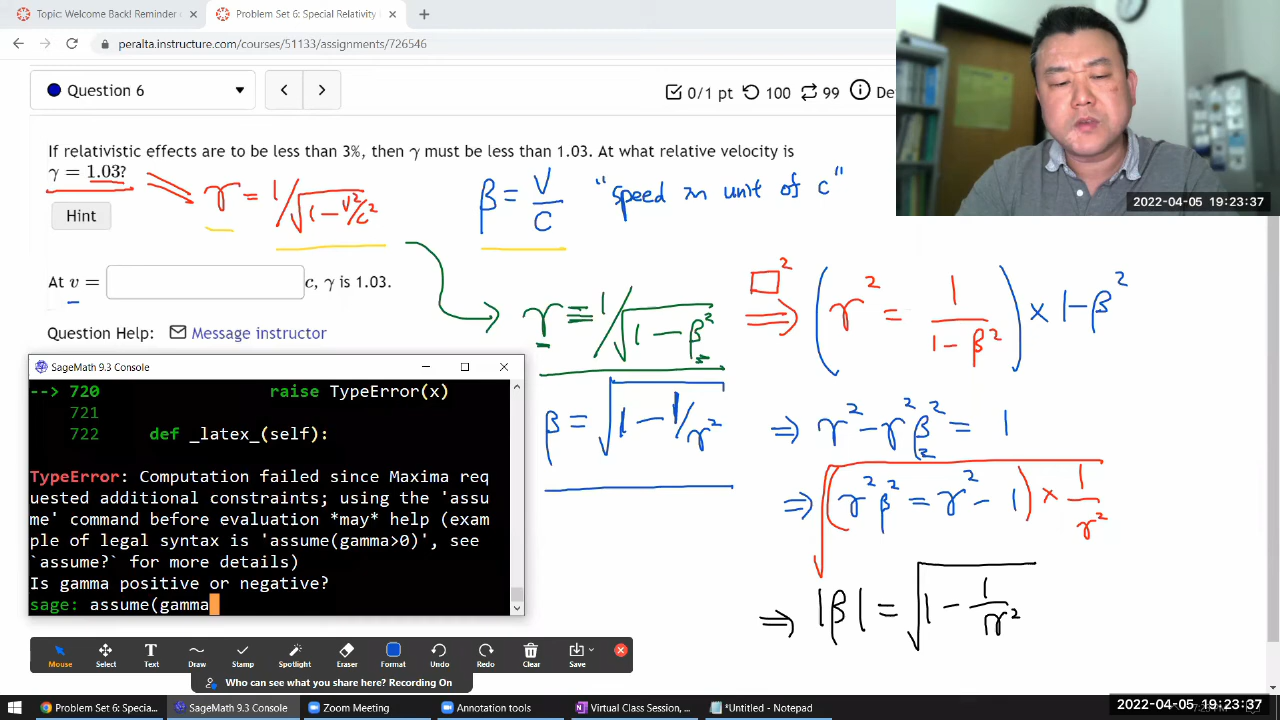 Topic: Welcome Back! Reminder o
Problem Set 6: Special Relativity I
peralta.instructure.com/courses/51133/assignments/726546
Question 6
0/1 pt 100 99 De
If relativistic effects are to be less than 3%, then γ must be less than 1.03. At what relative velocity is
γ = 1.03?
γ = 1/√(1 − v²/c²)
β = V/C "speed in unit of c"
Hint
At v = c, γ is 1.03.
Question Help: Message instructor
γ = 1/√(1 − β²)
⇒ (γ² = 1/(1 − β²)) × 1−β²
β = √(1 − 1/γ²)
⇒ γ² − γ²β² = 1
⇒ √((γ²β² = γ² − 1) × 1/γ²)
⇒ |β| = √(1 − 1/γ²)
SageMath 9.3 Console
--> 720 raise TypeError(x)
721
722 def _latex_(self):
TypeError: Computation failed since Maxima req
uested additional constraints; using the 'assu
me' command before evaluation *may* help (exam
ple of legal syntax is 'assume(gamma>0)', see
`assume?` for more details)
Is gamma positive or negative?
sage: assume(gamma
Mouse Select Text Draw Stamp Spotlight Eraser Format Undo Redo Clear Save
Who can see what you share here? Recording On
2022-04-05 19:23:37
Problem Set 6: Specia... SageMath 9.3 Console Zoom Meeting Annotation tools Virtual Class Session, ... *Untitled - Notepad
2022-04-05 19:23:37